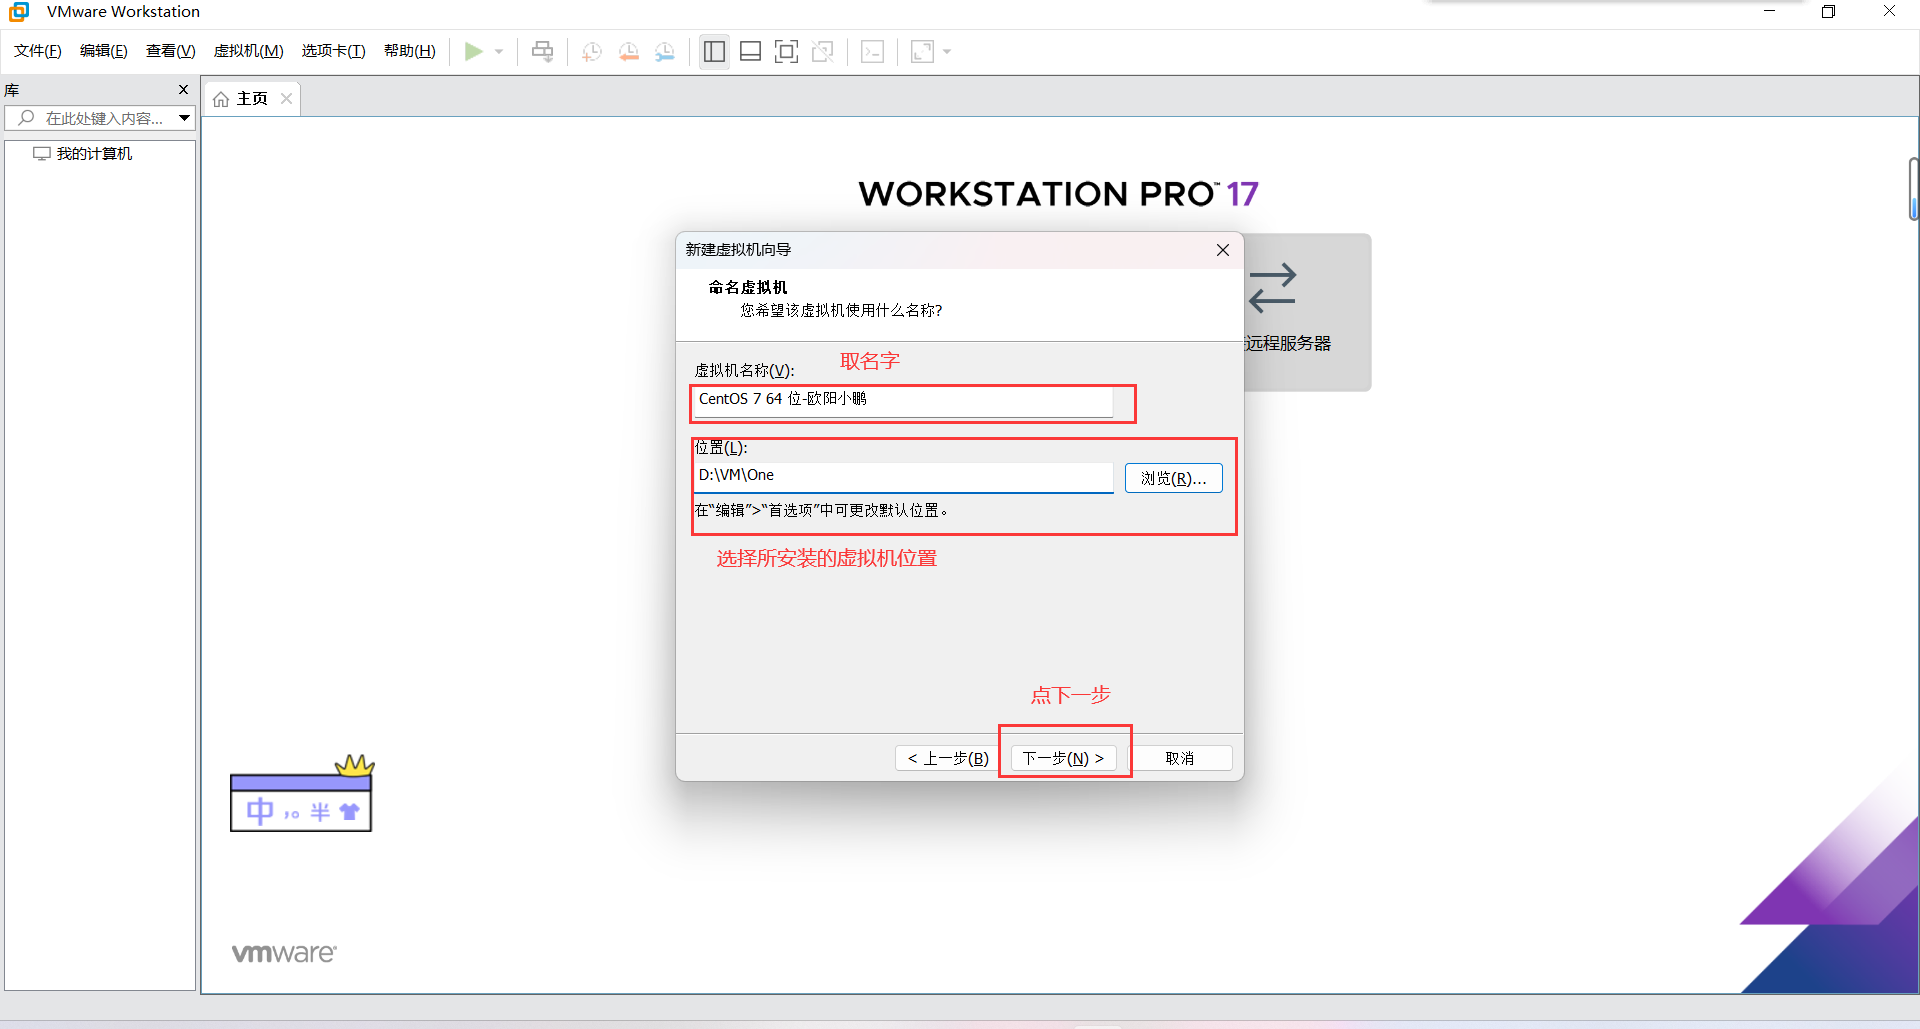 VMware Workstation
文件(F) 编辑(E) 查看(V) 虚拟机(M) 选项卡(T) 帮助(H)
库
主页
在此处键入内容...
我的计算机
WORKSTATION PRO™ 17
新建虚拟机向导
命名虚拟机
您希望该虚拟机使用什么名称?
远程服务器
取名字
虚拟机名称(V):
CentOS 7 64 位-欧阳小鹏
位置(L):
D:\VM\One
浏览(R)...
在“编辑”>“首选项”中可更改默认位置。
选择所安装的虚拟机位置
点下一步
< 上一步(B) 下一步(N) > 取消
中 ,。 半
vmware®